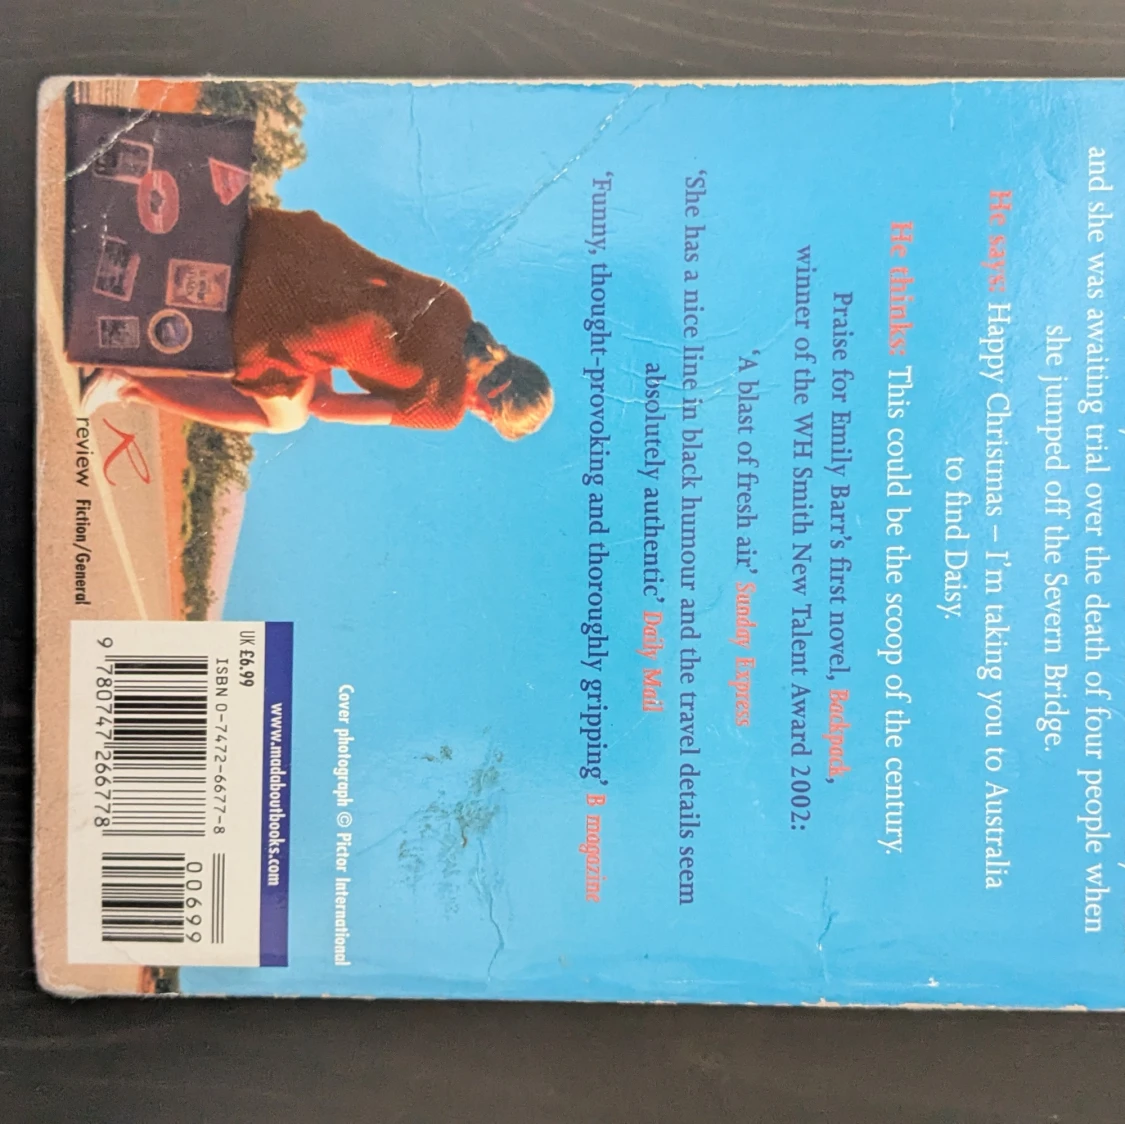 and she was awaiting trial over the death of four people when
she jumped off the Severn Bridge.
He says: Happy Christmas – I'm taking you to Australia
to find Daisy.
He thinks: This could be the scoop of the century.
Praise for Emily Barr's first novel, Backpack,
winner of the WH Smith New Talent Award 2002:
'A blast of fresh air' Sunday Express
'She has a nice line in black humour and the travel details seem
absolutely authentic' Daily Mail
'Funny, thought-provoking and thoroughly gripping' B magazine
Cover photograph © Pictor International
www.madaboutbooks.com
UK £6.99
ISBN 0-7472-6677-8
00699
9 780747 266778
R
review Fiction/General